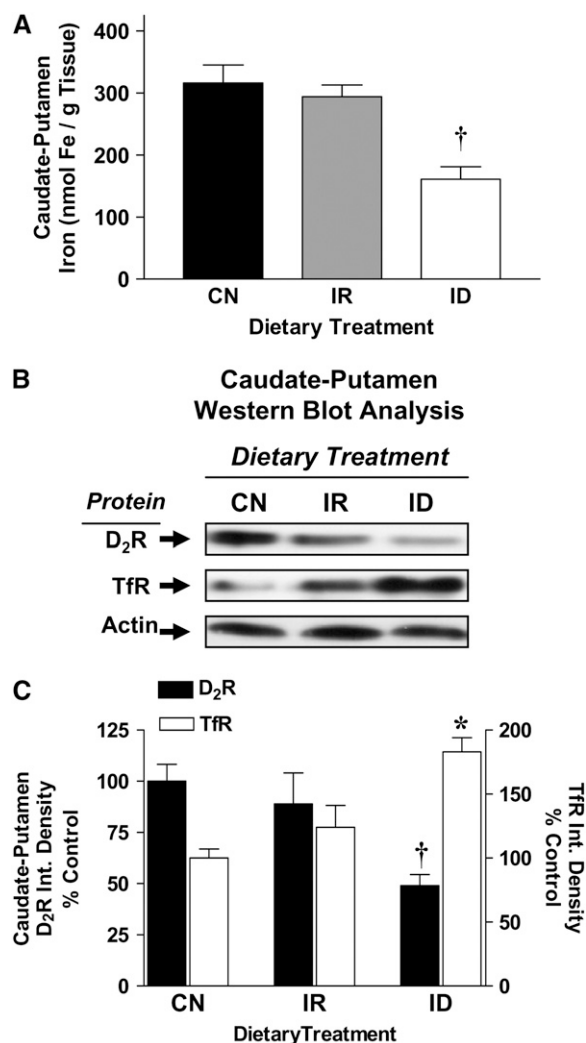 A
Caudate-Putamen
Iron (nmol Fe / g Tissue)
400
300
200
100
0
†
CN IR ID
Dietary Treatment
B
Caudate-Putamen
Western Blot Analysis
Dietary Treatment
Protein CN IR ID
D₂R
TfR
Actin
C
D₂R
TfR
Caudate-Putamen
D₂R Int. Density
% Control
125
100
75
50
25
0
† *
200
150
100
50
0
TfR Int. Density
% Control
CN IR ID
DietaryTreatment